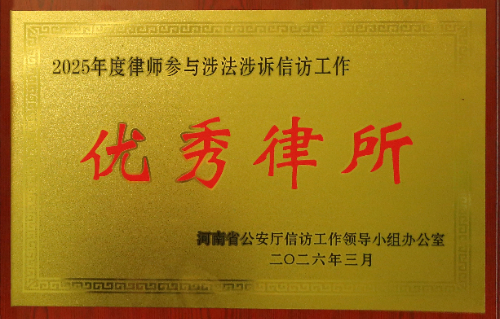 2025年度律师参与涉法涉诉信访工作
优秀律所
河南省公安厅信访工作领导小组办公室
二〇二六年三月